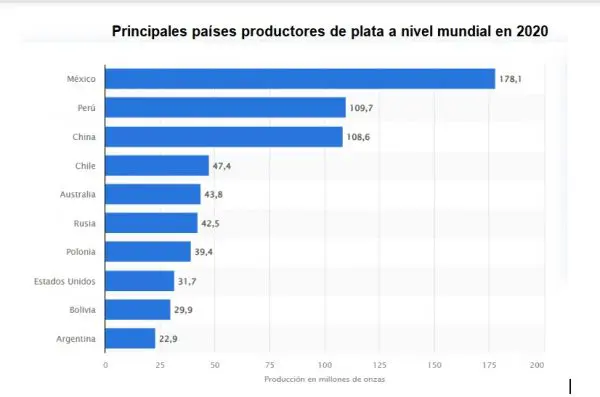 Principales países productores de plata a nivel mundial en 2020
México 178,1
Perú 109,7
China 108,6
Chile 47,4
Australia 43,8
Rusia 42,5
Polonia 39,4
Estados Unidos 31,7
Bolivia 29,9
Argentina 22,9
0 25 50 75 100 125 150 175 200
Producción en millones de onzas